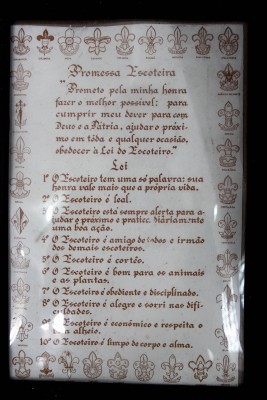 Promessa Escoteira
"Prometo pela minha honra
fazer o melhor possível: para
cumprir meu dever para com
Deus e a Pátria, ajudar o próxi-
mo em tôda e qualquer ocasião,
obedecer à Lei do Escoteiro."
Lei
1º O Escoteiro tem uma só palavra; sua
honra vale mais que a própria vida.
2º O Escoteiro é leal.
3º O Escoteiro está sempre alerta para a-
judar o próximo e pratica diariamente
uma boa ação.
4º O Escoteiro é amigo de todos e irmão
dos demais escoteiros.
5º O Escoteiro é cortês.
6º O Escoteiro é bom para os animais
e as plantas.
7º O Escoteiro é obediente e disciplinado.
8º O Escoteiro é alegre e sorri nas difi-
culdades.
9º O Escoteiro é econômico e respeita o
bem alheio.
10º O Escoteiro é limpo de corpo e alma.